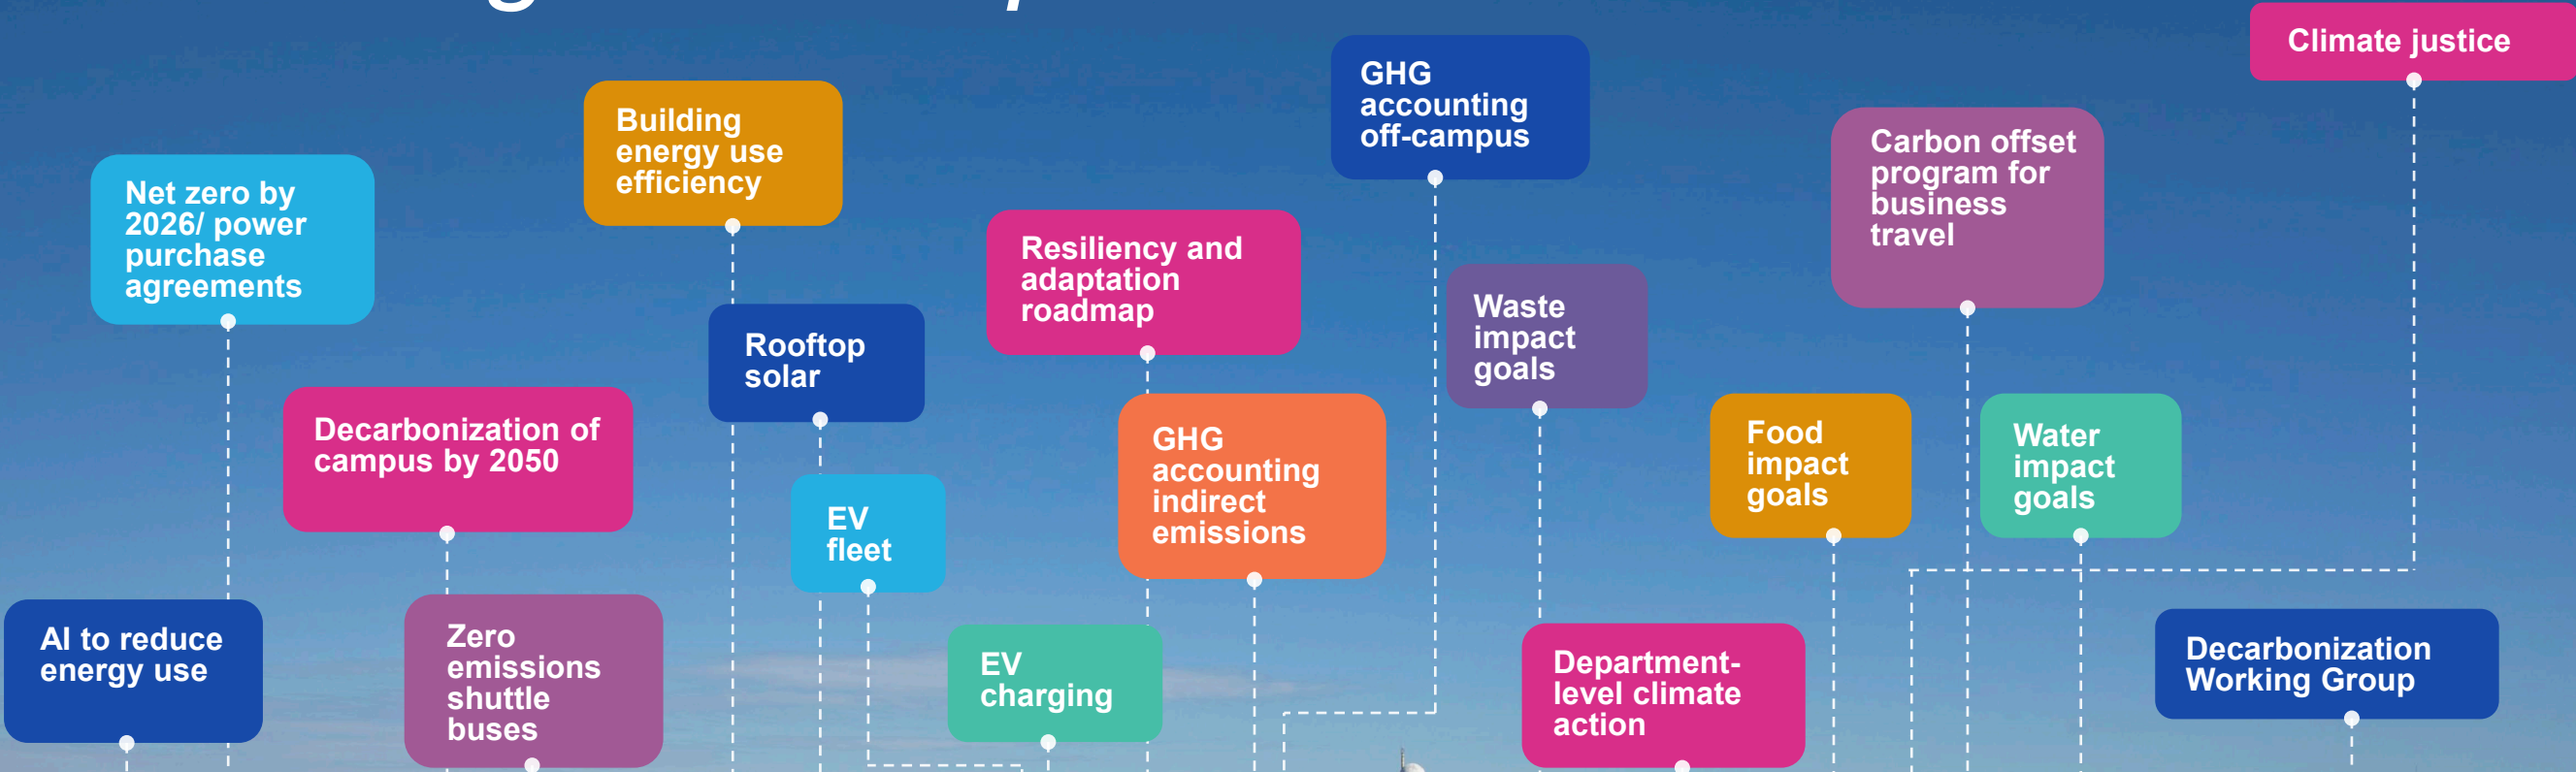 Climate justice
GHG
accounting
off-campus
Building
energy use
efficiency
Carbon offset
program for
business
travel
Net zero by
2026/ power
purchase
agreements
Resiliency and
adaptation
roadmap
Waste
impact
goals
Rooftop
solar
Decarbonization of
campus by 2050
GHG
accounting
indirect
emissions
Food
impact
goals
Water
impact
goals
EV
fleet
AI to reduce
energy use
Zero
emissions
shuttle
buses
EV
charging
Department-
level climate
action
Decarbonization
Working Group